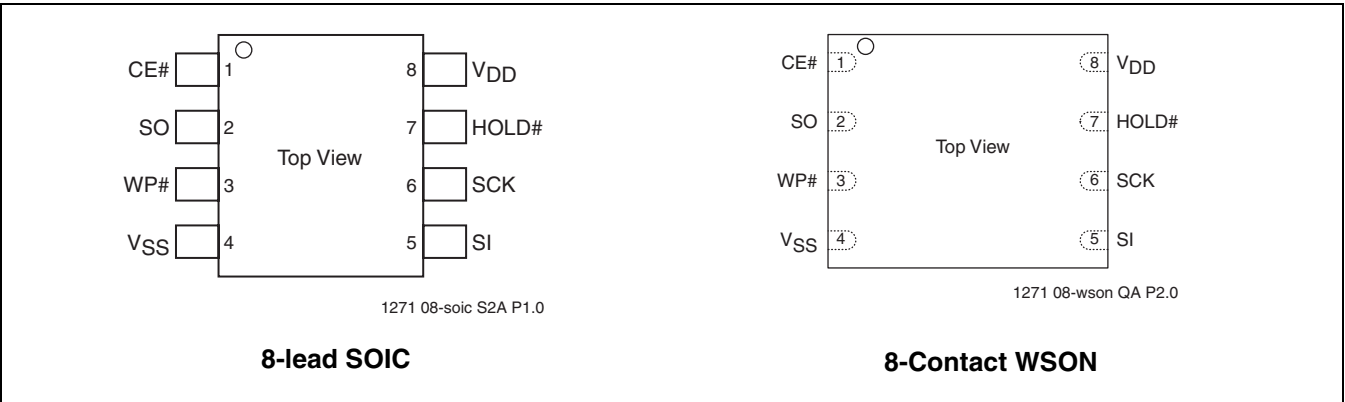 CE# 1 8 VDD
SO 2 7 HOLD#
Top View
WP# 3 6 SCK
VSS 4 5 SI
1271 08-soic S2A P1.0
8-lead SOIC
CE# 1 8 VDD
SO 2 7 HOLD#
Top View
WP# 3 6 SCK
VSS 4 5 SI
1271 08-wson QA P2.0
8-Contact WSON